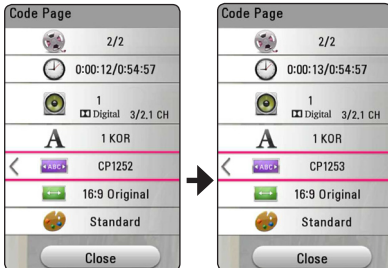 Code Page
2/2
0:00:12/0:54:57
1
Digital 3/2.1 CH
A 1 KOR
ABC CP1252
16:9 Original
Standard
Close
Code Page
2/2
0:00:13/0:54:57
1
Digital 3/2.1 CH
A 1 KOR
ABC CP1253
16:9 Original
Standard
Close